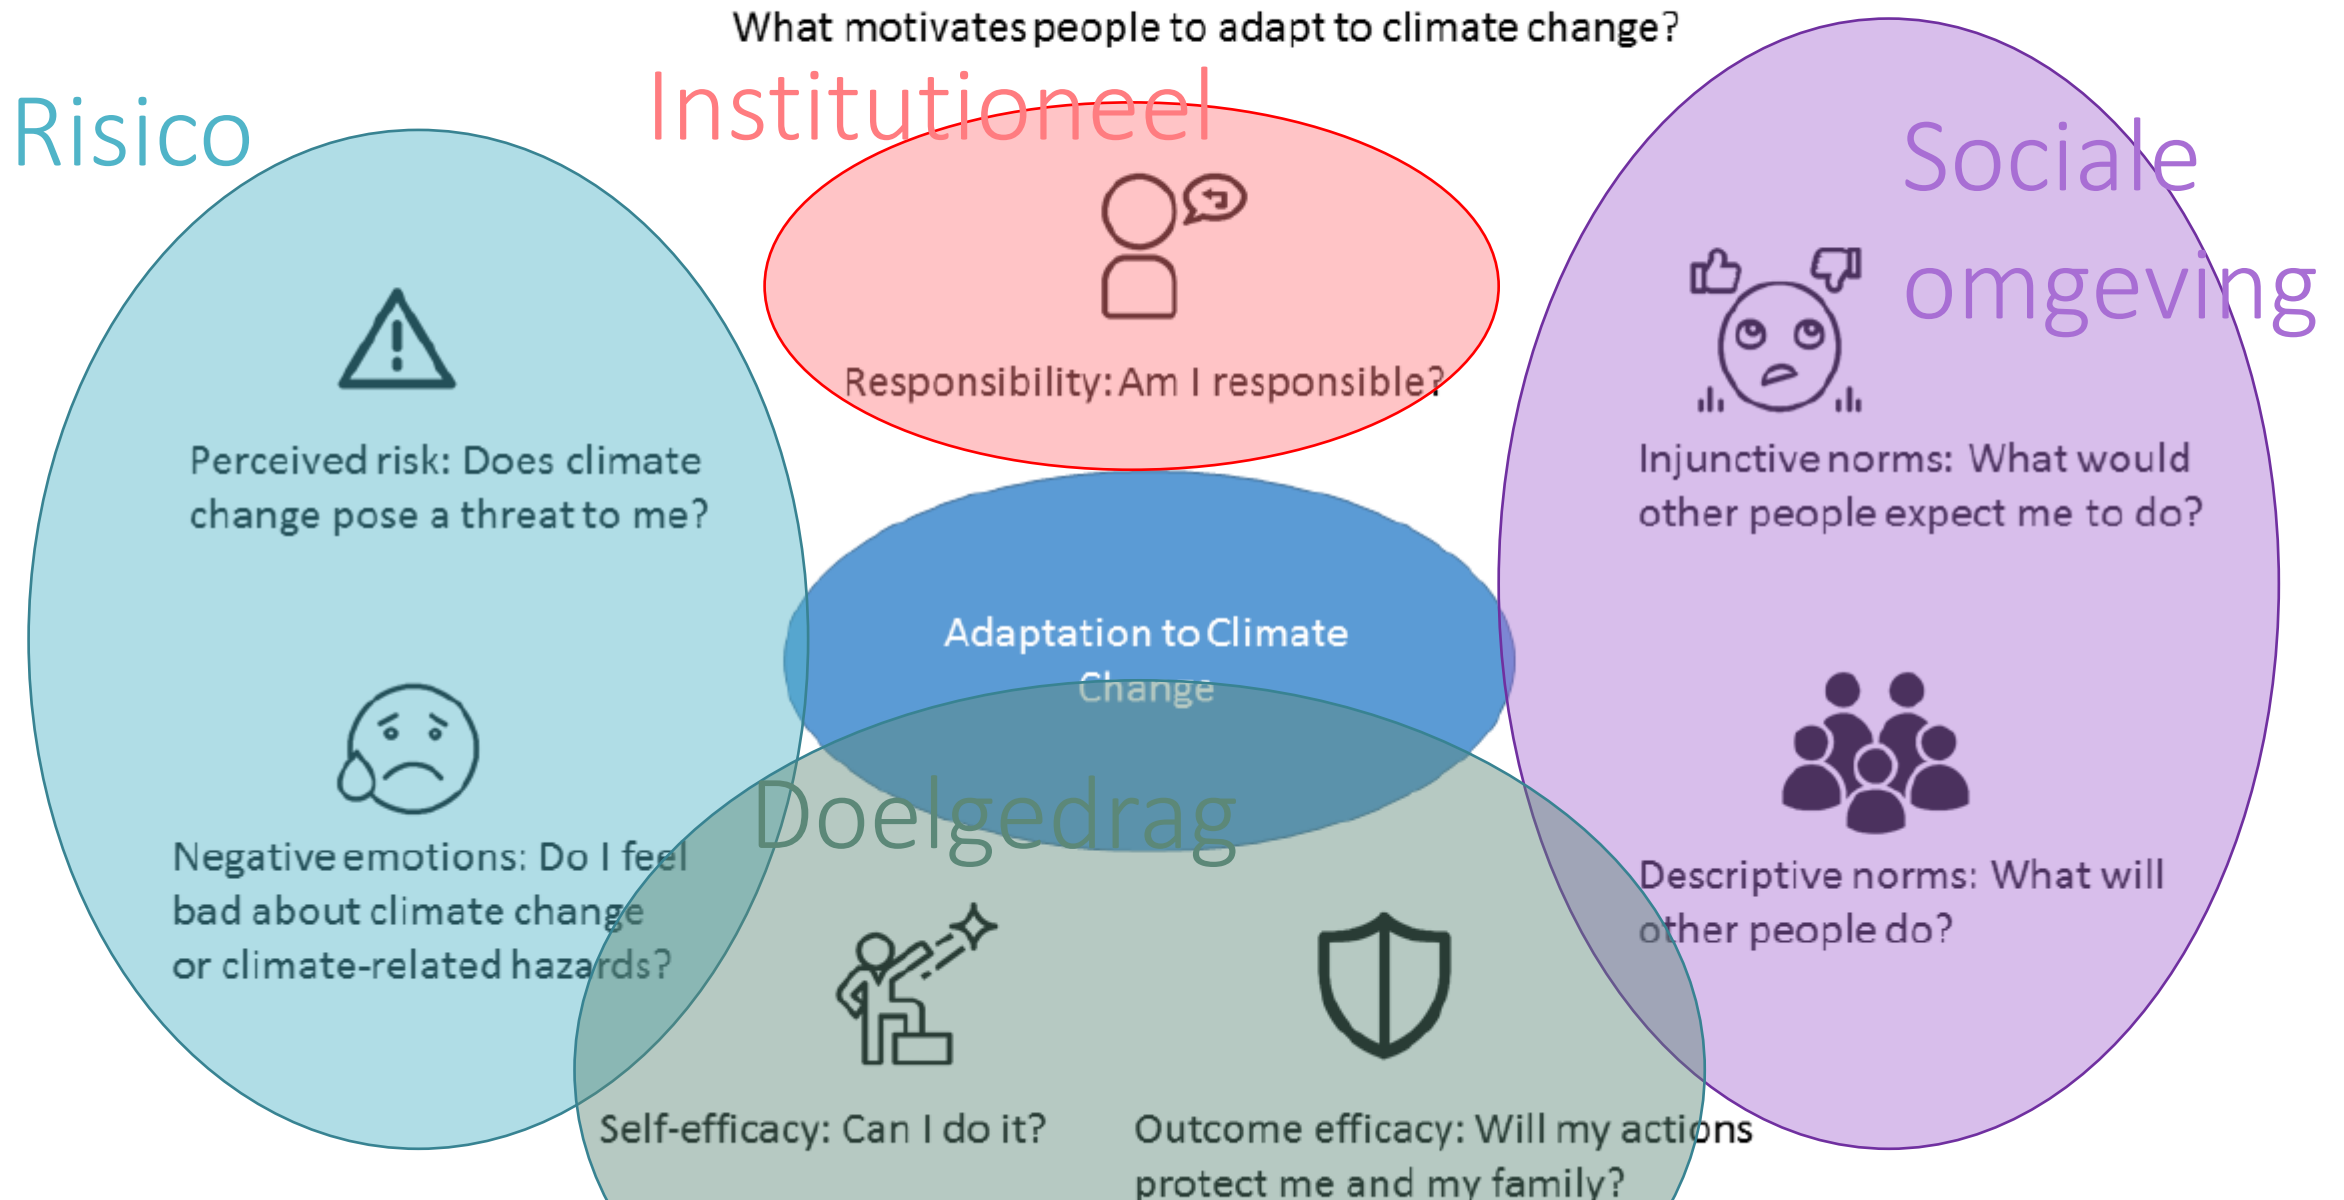 What motivates people to adapt to climate change?
Risico
Institutioneel
Sociale
omgeving
Responsibility: Am I responsible?
Perceived risk: Does climate
change pose a threat to me?
Injunctive norms: What would
other people expect me to do?
Adaptation to Climate
Change
Doelgedrag
Negative emotions: Do I feel
bad about climate change
or climate-related hazards?
Descriptive norms: What will
other people do?
Self-efficacy: Can I do it?
Outcome efficacy: Will my actions
protect me and my family?